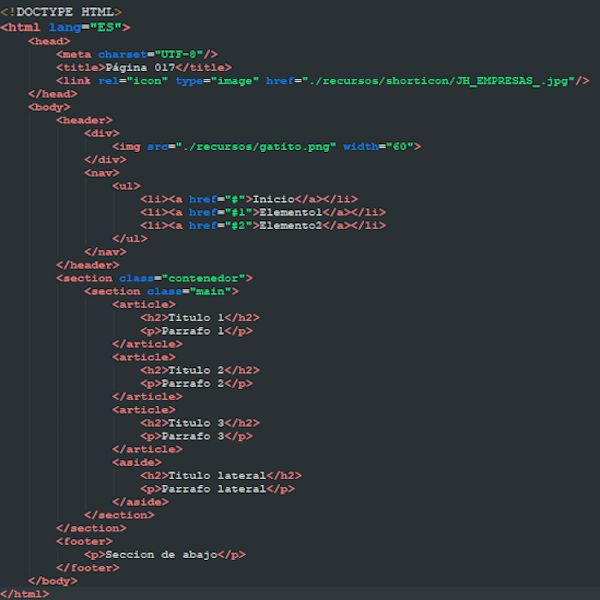 <!DOCTYPE HTML>
<html lang="ES">
<head>
<meta charset="UTF-8"/>
<title>Página 017</title>
<link rel="icon" type="image" href="./recursos/shorticon/JH_EMPRESAS_.jpg"/>
</head>
<body>
<header>
<div>
<img src="./recursos/gatito.png" width="60">
</div>
<nav>
<ul>
<li><a href="#">Inicio</a></li>
<li><a href="#1">Elemento1</a></li>
<li><a href="#2">Elemento2</a></li>
</ul>
</nav>
</header>
<section class="contenedor">
<section class="main">
<article>
<h2>Titulo 1</h2>
<p>Parrafo 1</p>
</article>
<article>
<h2>Titulo 2</h2>
<p>Parrafo 2</p>
</article>
<article>
<h2>Titulo 3</h2>
<p>Parrafo 3</p>
</article>
<aside>
<h2>Titulo lateral</h2>
<p>Parrafo lateral</p>
</aside>
</section>
</section>
<footer>
<p>Seccion de abajo</p>
</footer>
</body>
</html>